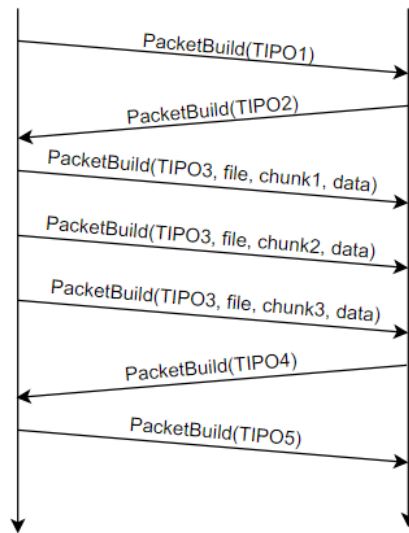 PacketBuild(TIPO1)
PacketBuild(TIPO2)
PacketBuild(TIPO3, file, chunk1, data)
PacketBuild(TIPO3, file, chunk2, data)
PacketBuild(TIPO3, file, chunk3, data)
PacketBuild(TIPO4)
PacketBuild(TIPO5)